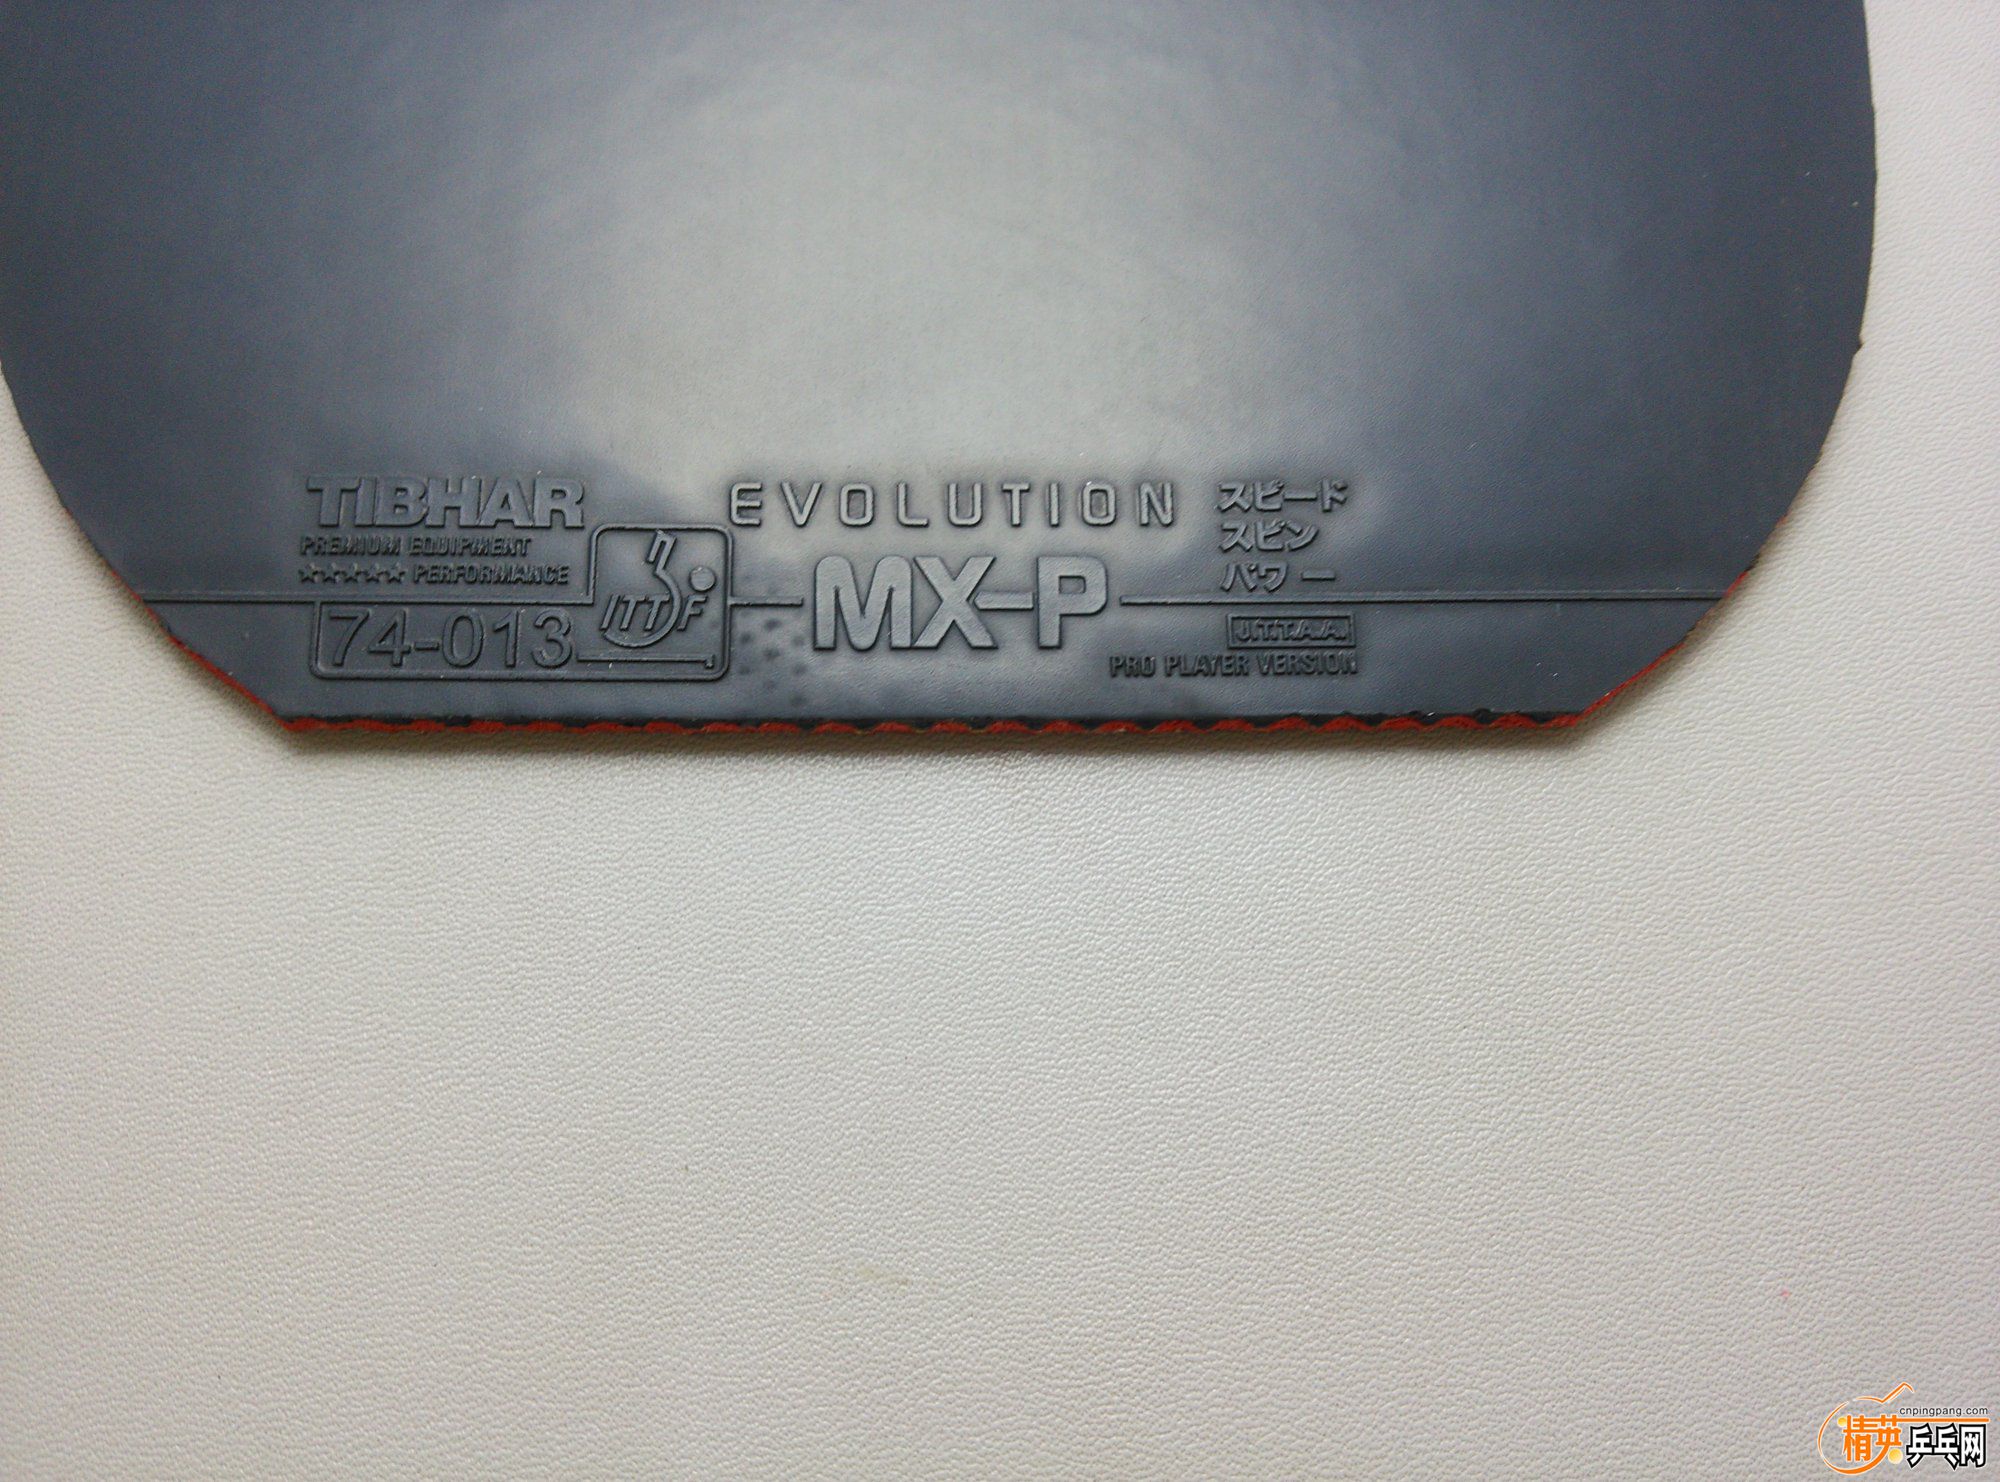 TIBHAR
PREMIUM EQUIPMENT
★★★★★ PERFORMANCE
74-013
ITTF
EVOLUTION
MX-P
スピード
スピン
パワー
J.T.T.A.A.
PRO PLAYER VERSION
cnpingpang.com
精英乒乓网